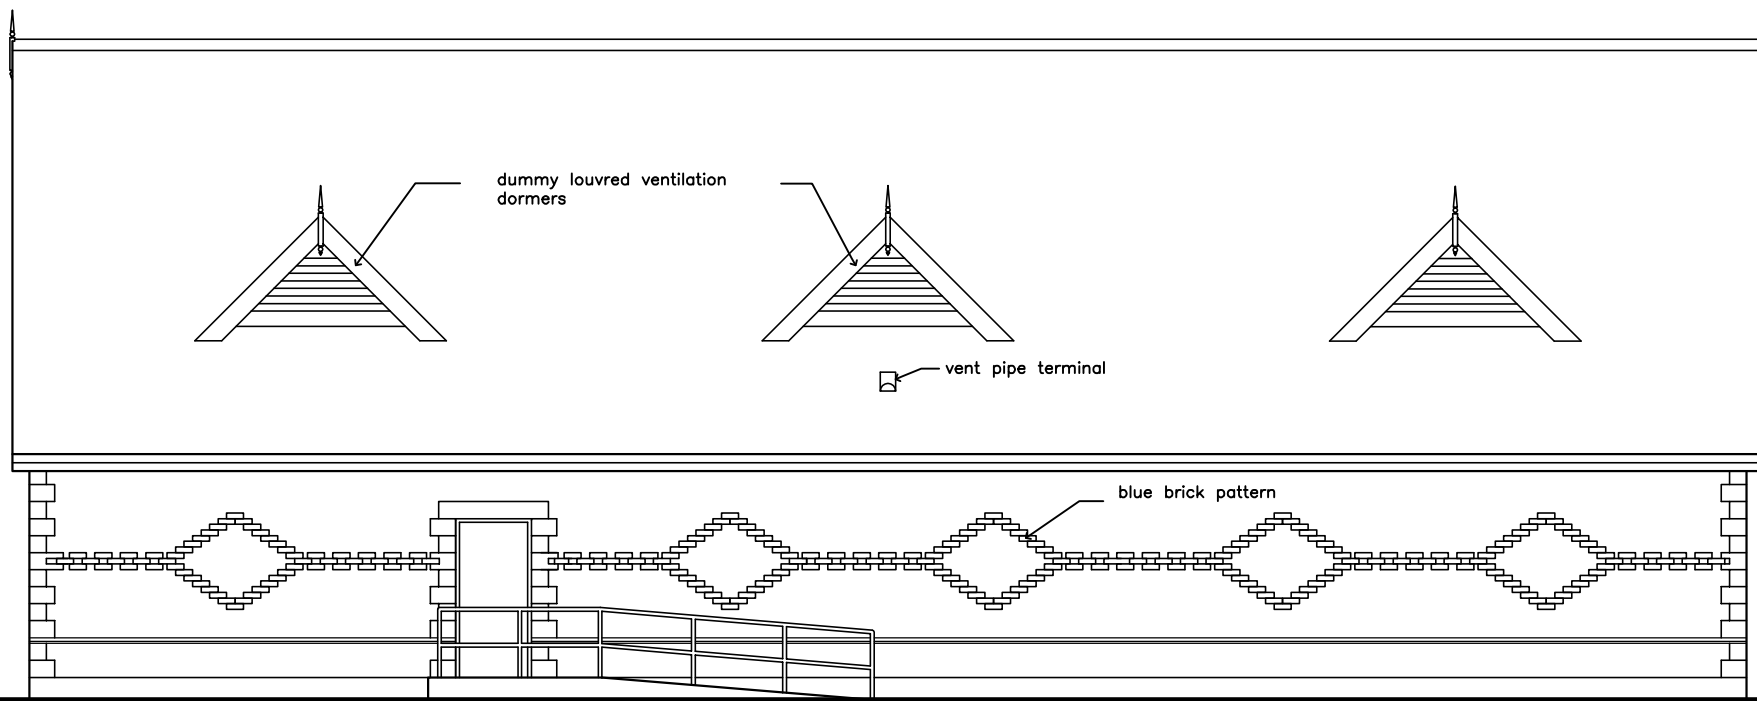 dummy louvred ventilation
dormers
vent pipe terminal
blue brick pattern